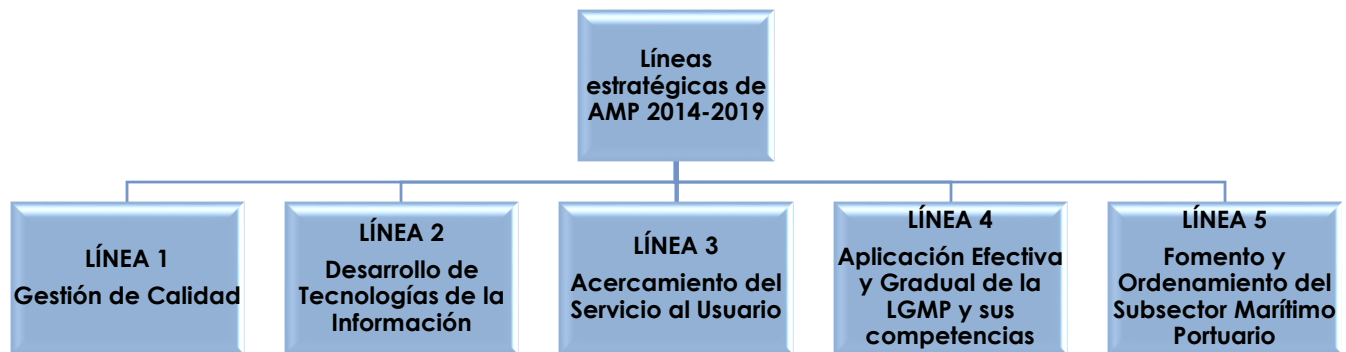 Líneas
estratégicas de
AMP 2014-2019
LÍNEA 1
Gestión de Calidad
LÍNEA 2
Desarrollo de
Tecnologías de la
Información
LÍNEA 3
Acercamiento del
Servicio al Usuario
LÍNEA 4
Aplicación Efectiva
y Gradual de la
LGMP y sus
competencias
LÍNEA 5
Fomento y
Ordenamiento del
Subsector Marítimo
Portuario